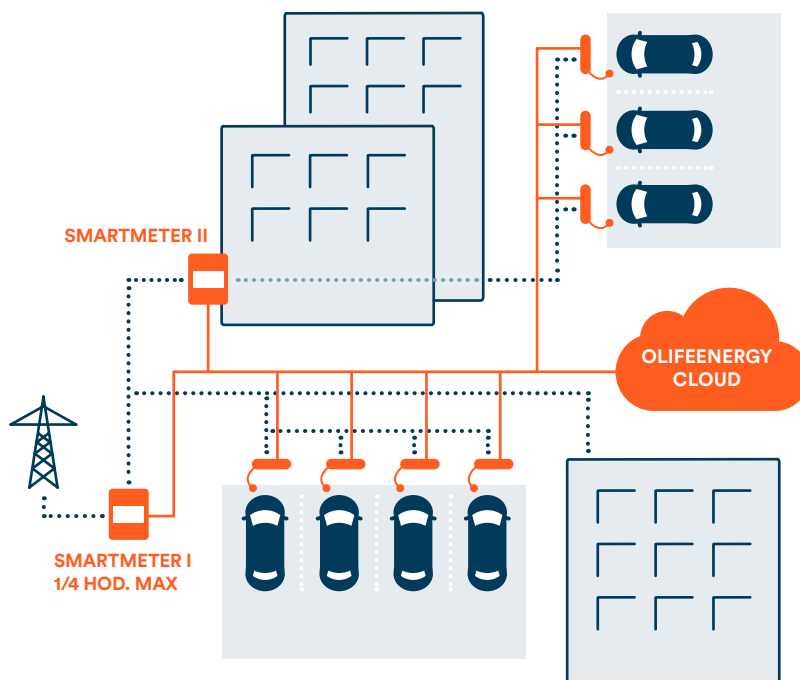 SMARTMETER II
OLIFEENERGY
CLOUD
SMARTMETER I
1/4 HOD. MAX